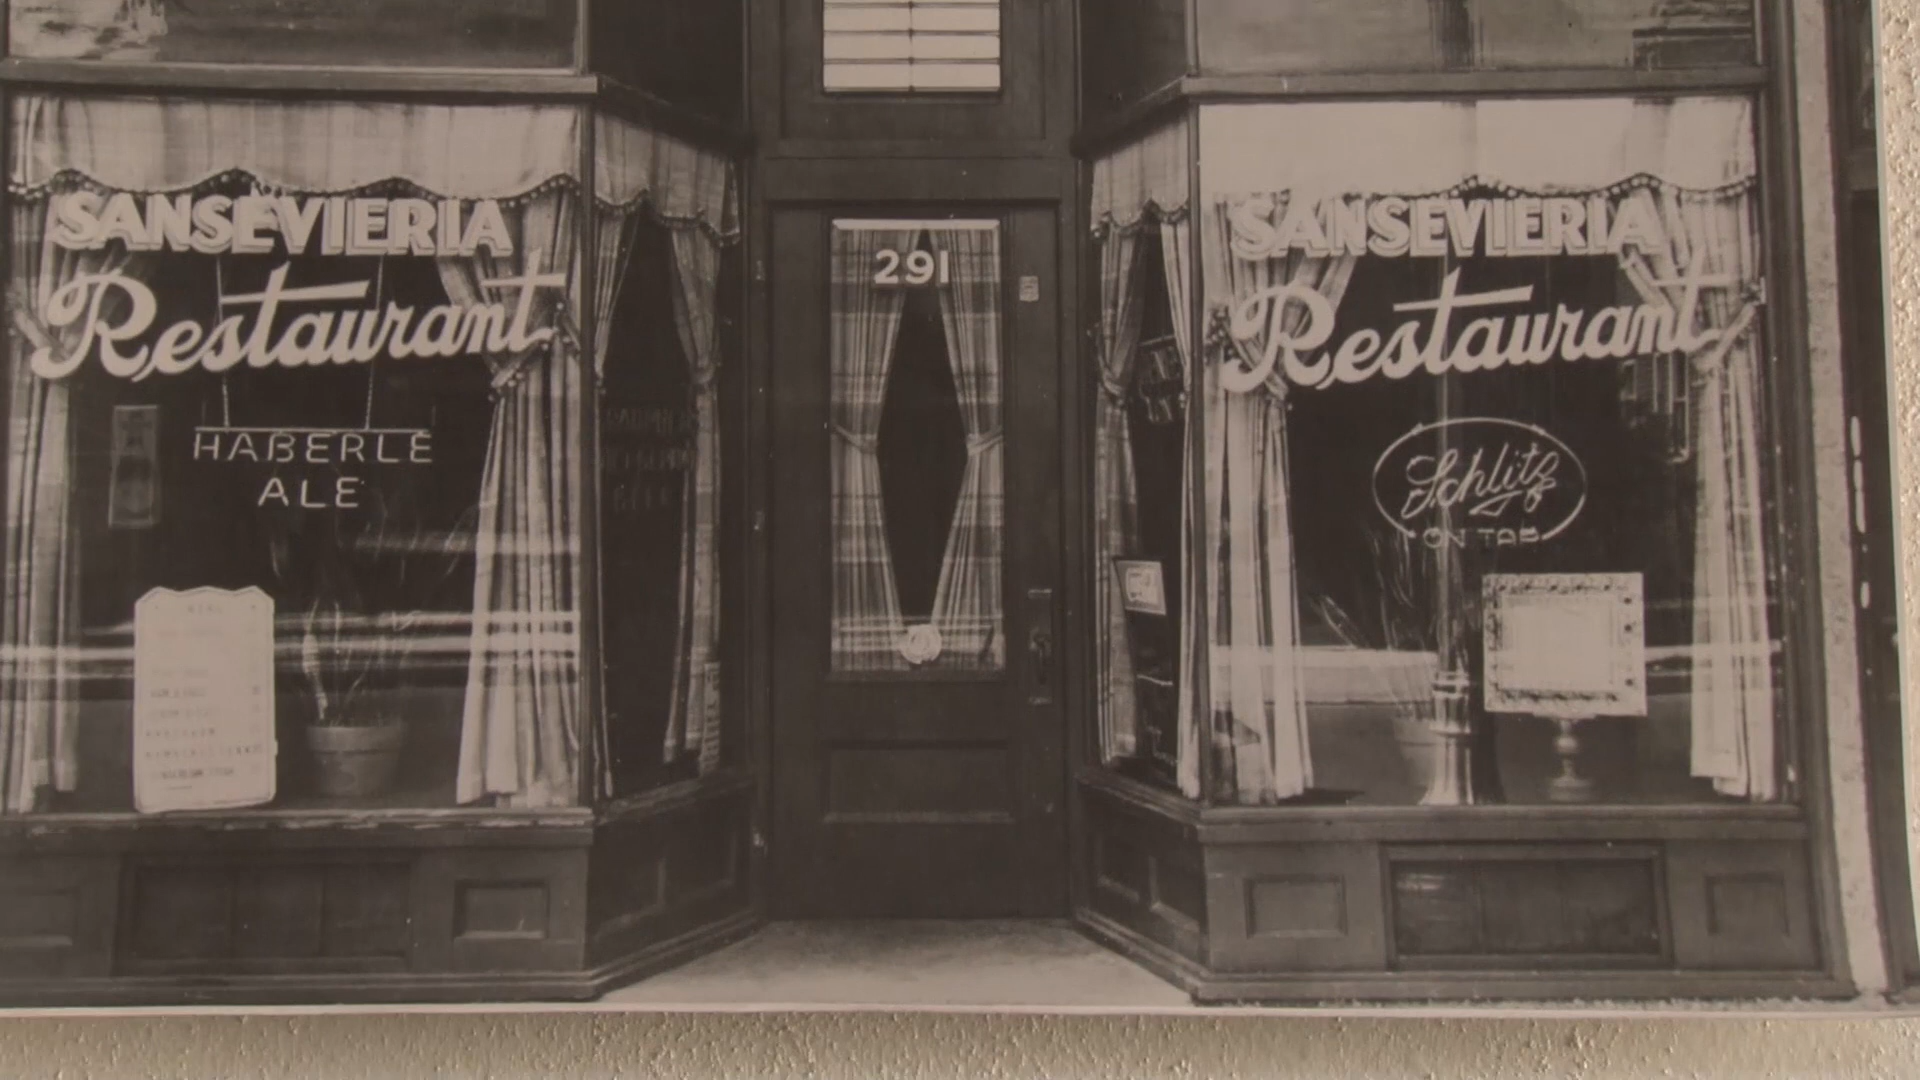 SANSEVIERIA
Restaurant
HABERLE
ALE
291
SANSEVIERIA
Restaurant
Schlitz
ON TAP